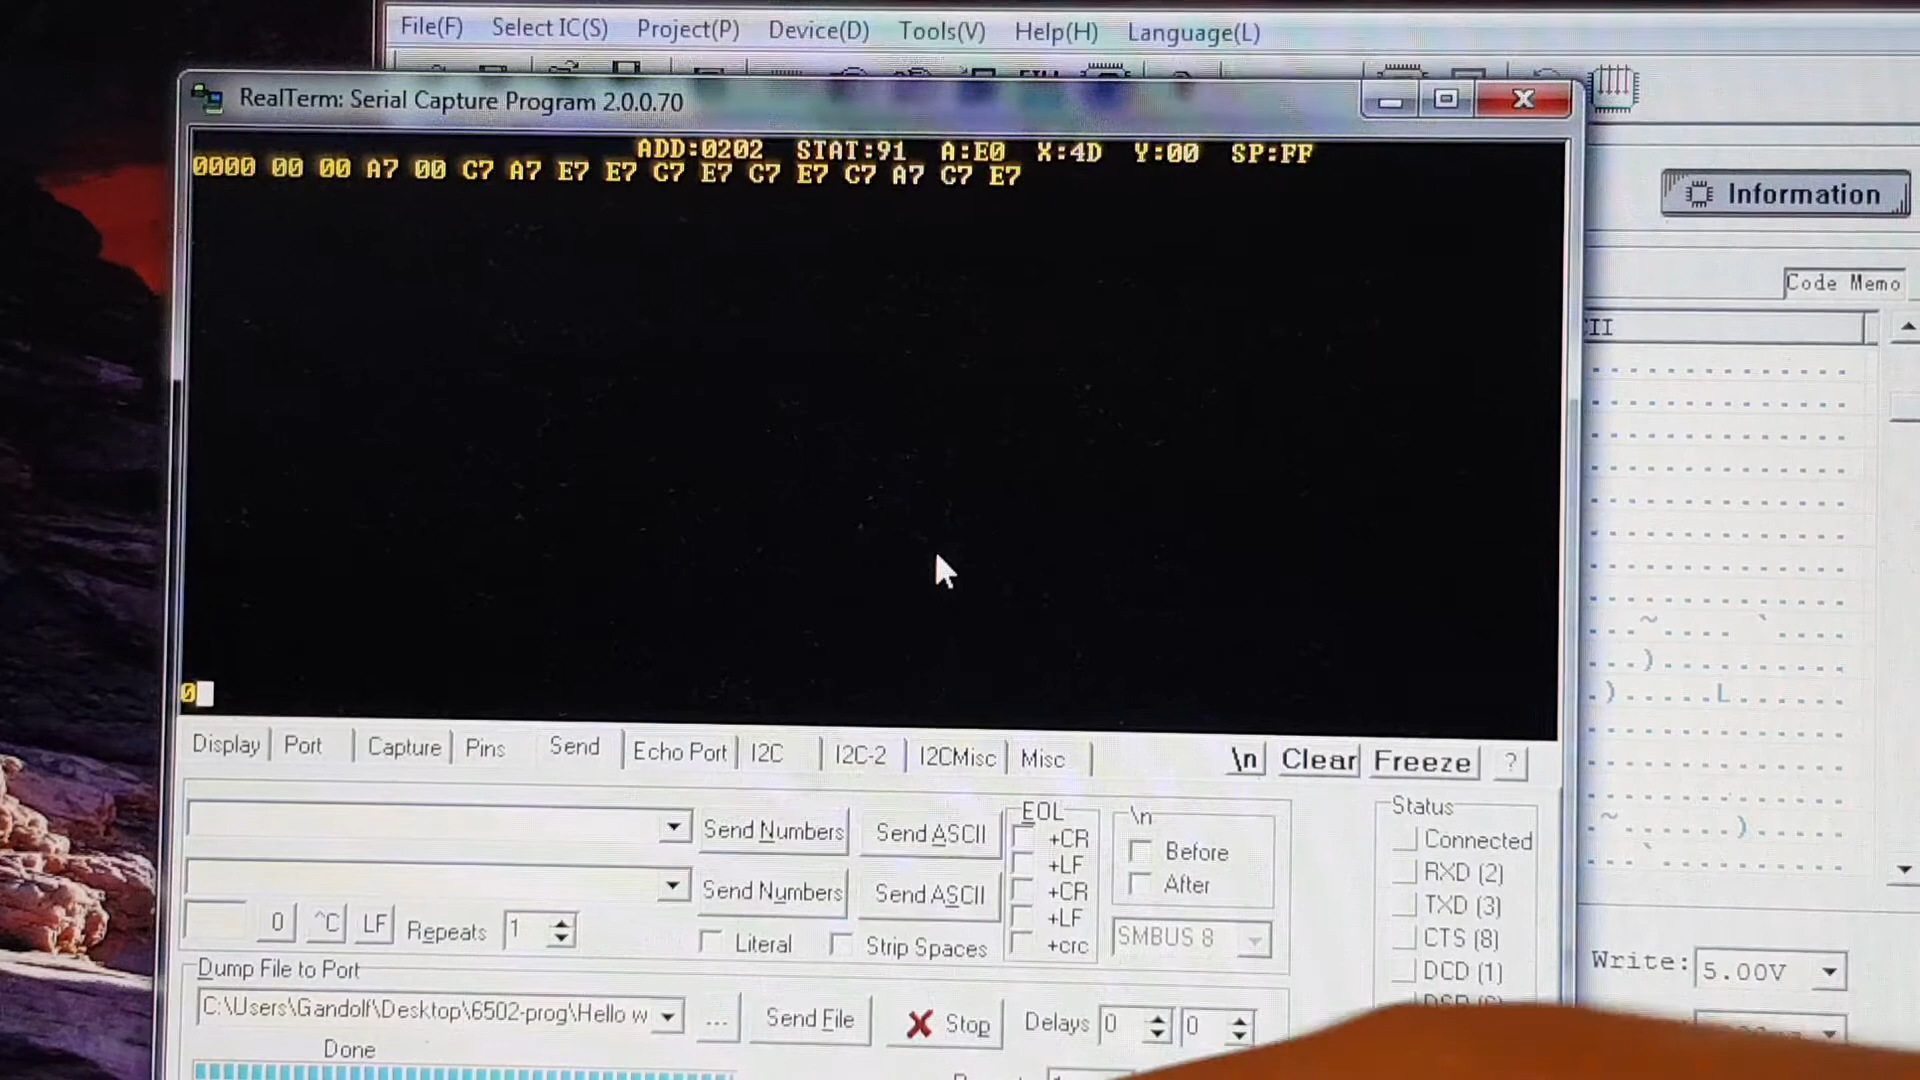 File(F) Select IC(S) Project(P) Device(D) Tools(V) Help(H) Language(L)
RealTerm: Serial Capture Program 2.0.0.70
ADD:0202 STAT:91 A:E0 X:4D Y:00 SP:FF
0000 00 00 A7 00 C7 A7 E7 E7 C7 E7 C7 E7 C7 A7 C7 E7
Information
Code Memo
II
~ `
)
) L
~ )
`
0
Display Port Capture Pins Send Echo Port I2C I2C-2 I2CMisc Misc \n Clear Freeze ?
Send Numbers Send ASCII
Send Numbers Send ASCII
0 ^C LF Repeats 1 Literal Strip Spaces
EOL
+CR
+LF
+CR
+LF
+crc
\n
Before
After
SMBUS 8
Status
Connected
RXD (2)
TXD (3)
CTS (8)
DCD (1)
Write: 5.00V
Dump File to Port
C:\Users\Gandolf\Desktop\6502-prog\Hello w ... Send File Stop Delays 0 0
Done